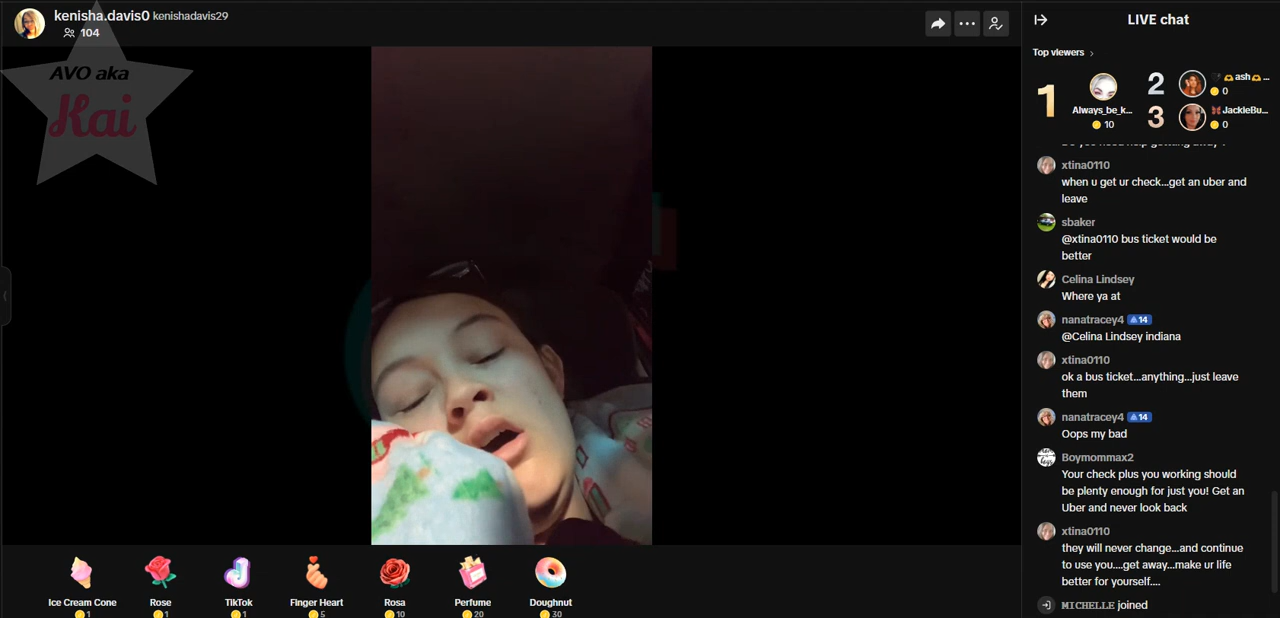 kenisha.davis0 kenishadavis29
104
AVO aka
Kai
LIVE chat
Top viewers
1
Always_be_k...
10
2
ash
...
0
3
JackleBu...
0
xtina0110
when u get ur check...get an uber and
leave
sbaker
@xtina0110 bus ticket would be
better
Celina Lindsey
Where ya at
nanatracey4 14
@Celina Lindsey indiana
xtina0110
ok a bus ticket...anything...just leave
them
nanatracey4 14
Oops my bad
Boymommax2
Your check plus you working should
be plenty enough for just you! Get an
Uber and never look back
xtina0110
they will never change...and continue
to use you....get away...make ur life
better for yourself....
MICHELLE joined
Ice Cream Cone
1
Rose
1
TikTok
1
Finger Heart
5
Rosa
10
Perfume
20
Doughnut
30